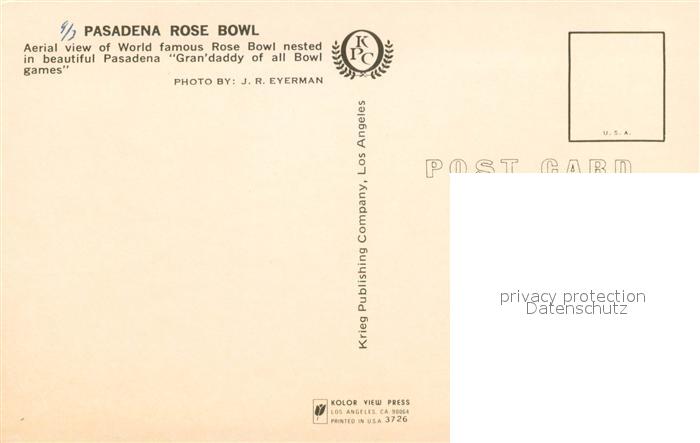 9/3 PASADENA ROSE BOWL
Aerial view of World famous Rose Bowl nested
in beautiful Pasadena "Gran'daddy of all Bowl
games"
PHOTO BY: J. R. EYERMAN
KPC
U. S. A.
POST CARD
Krieg Publishing Company, Los Angeles
privacy protection
Datenschutz
KOLOR VIEW PRESS
LOS ANGELES, CA 90064
PRINTED IN U.S.A. 3726